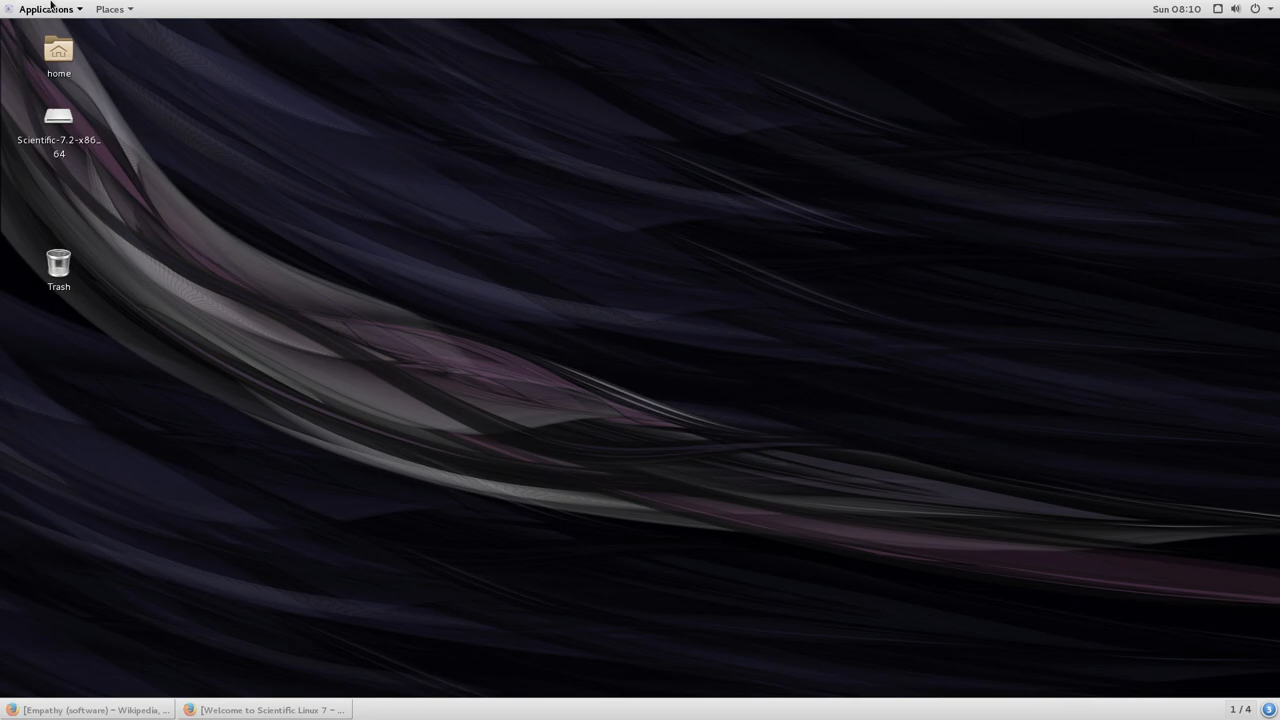 Applications Places Sun 08:10
home
Scientific-7.2-x86_
64
Trash
[Empathy (software) – Wikipedia, ... [Welcome to Scientific Linux 7 – ... 1 / 4 3